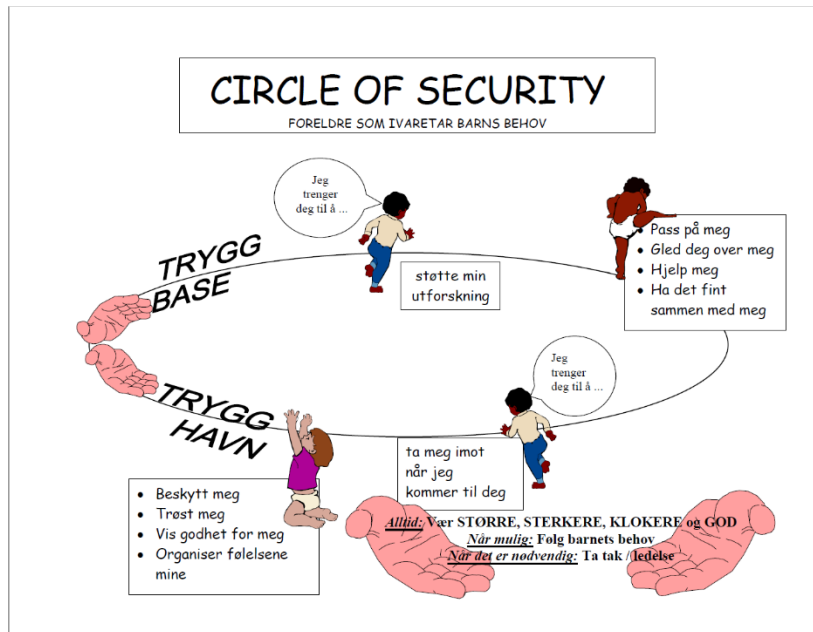 CIRCLE OF SECURITY
FORELDRE SOM IVARETAR BARNS BEHOV
Jeg
trenger
deg til å ...
TRYGG
BASE
støtte min
utforskning
• Pass på meg
• Gled deg over meg
• Hjelp meg
• Ha det fint
sammen med meg
Jeg
trenger
deg til å ...
TRYGG
HAVN
ta meg imot
når jeg
kommer til deg
• Beskytt meg
• Trøst meg
• Vis godhet for meg
• Organiser følelsene
mine
Alltid: Vær STØRRE, STERKERE, KLOKERE og GOD
Når mulig: Følg barnets behov
Når det er nødvendig: Ta tak / ledelse